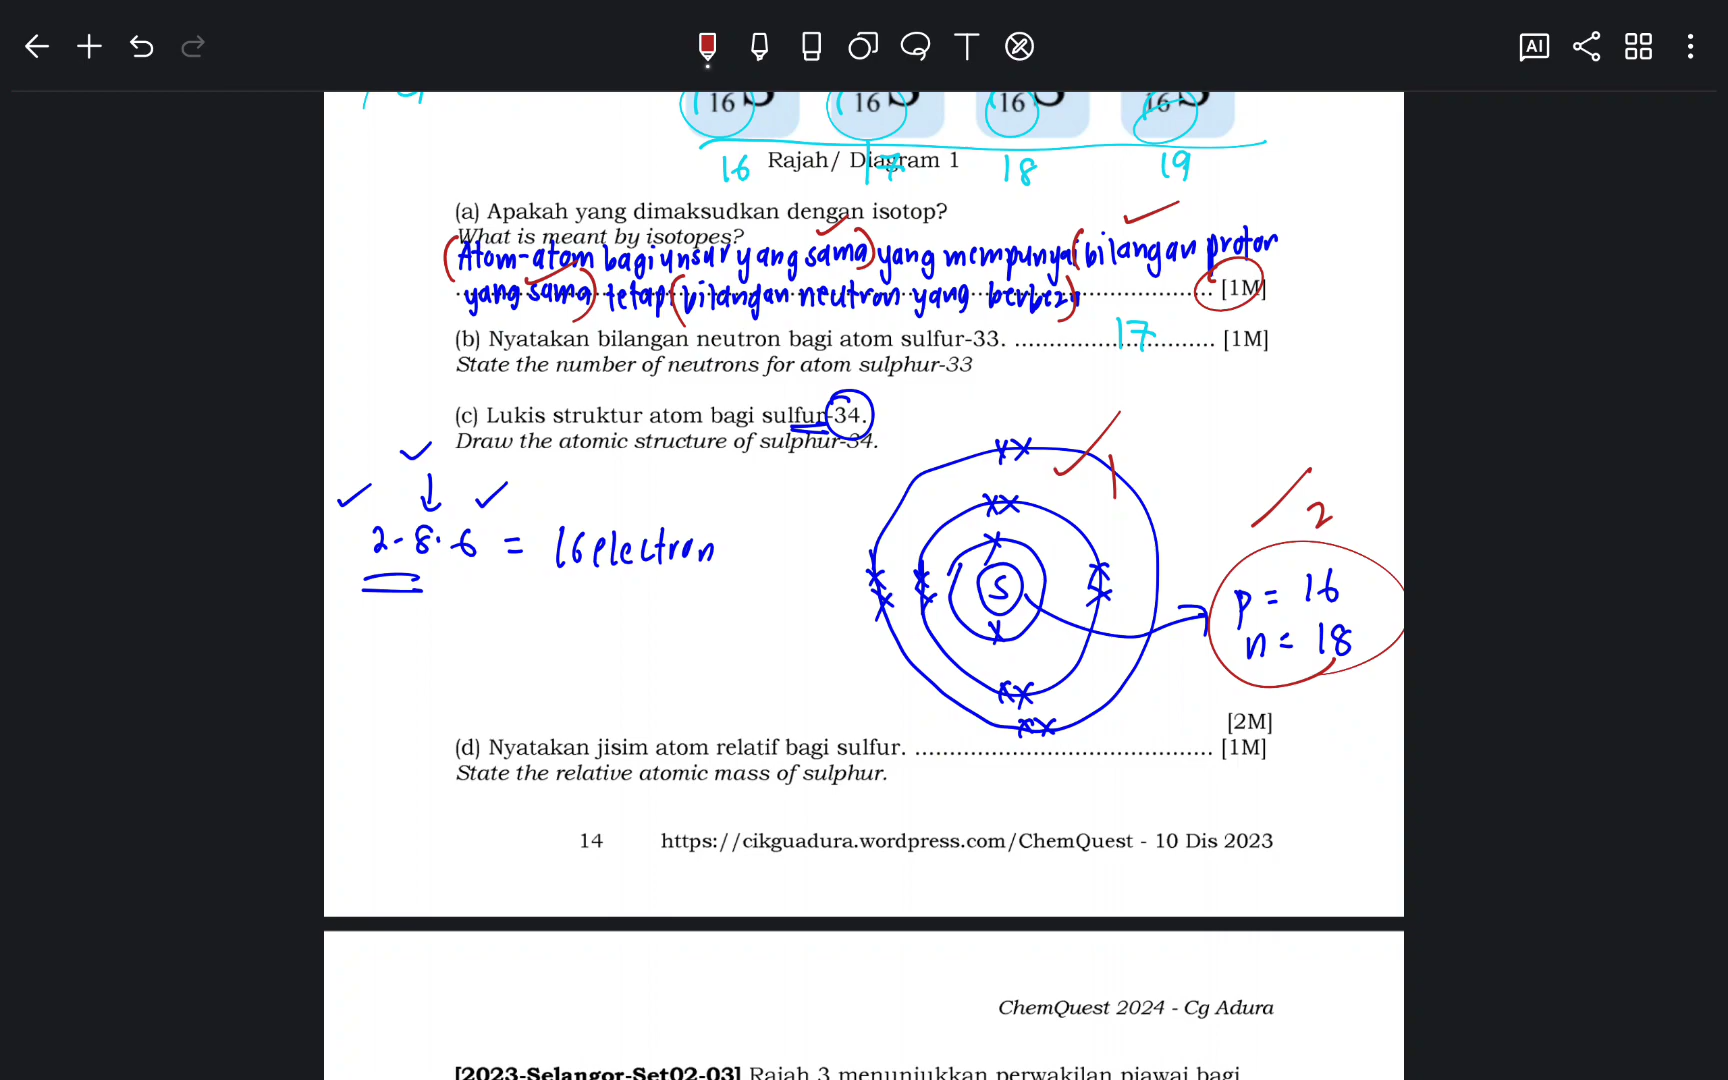 AI
T
16 S 16 S 16 S 16 S
Rajah/ Diagram 1
16 17 18 19
(a) Apakah yang dimaksudkan dengan isotop?
What is meant by isotopes?
Atom-atom bagi unsur yang sama yang mempunyai bilangan proton
yang sama tetapi bilangan neutron yang berbeza
[1M]
(b) Nyatakan bilangan neutron bagi atom sulfur-33. 17 [1M]
State the number of neutrons for atom sulphur-33
(c) Lukis struktur atom bagi sulfur-34.
Draw the atomic structure of sulphur-34.
2.8.6 = 16 electron
S
1
2
p = 16
n = 18
[2M]
(d) Nyatakan jisim atom relatif bagi sulfur. .......................................... [1M]
State the relative atomic mass of sulphur.
14 https://cikguadura.wordpress.com/ChemQuest - 10 Dis 2023
ChemQuest 2024 - Cg Adura
[2023-Selangor-Set02-03] Rajah 3 menunjukkan perwakilan piawai bagi